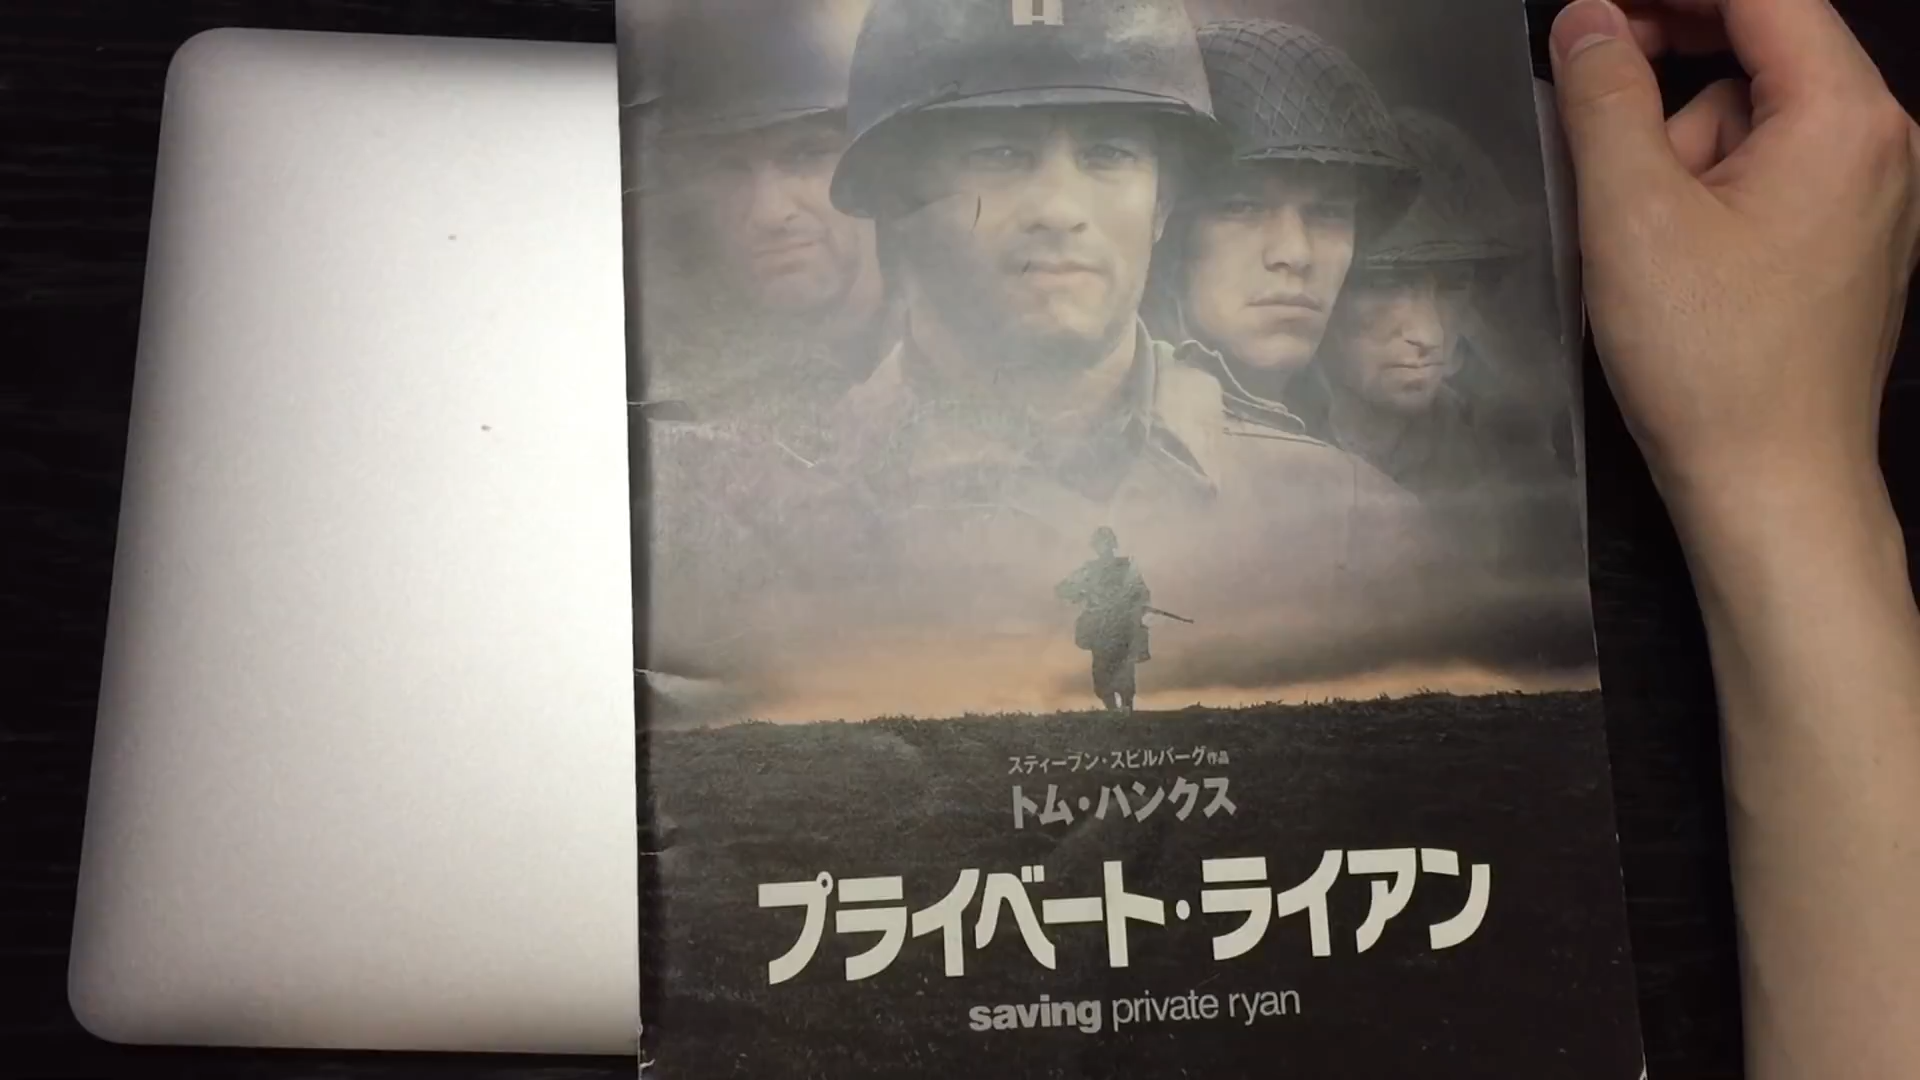 スティーブン・スピルバーグ作品
トム・ハンクス
プライベート・ライアン
saving private ryan